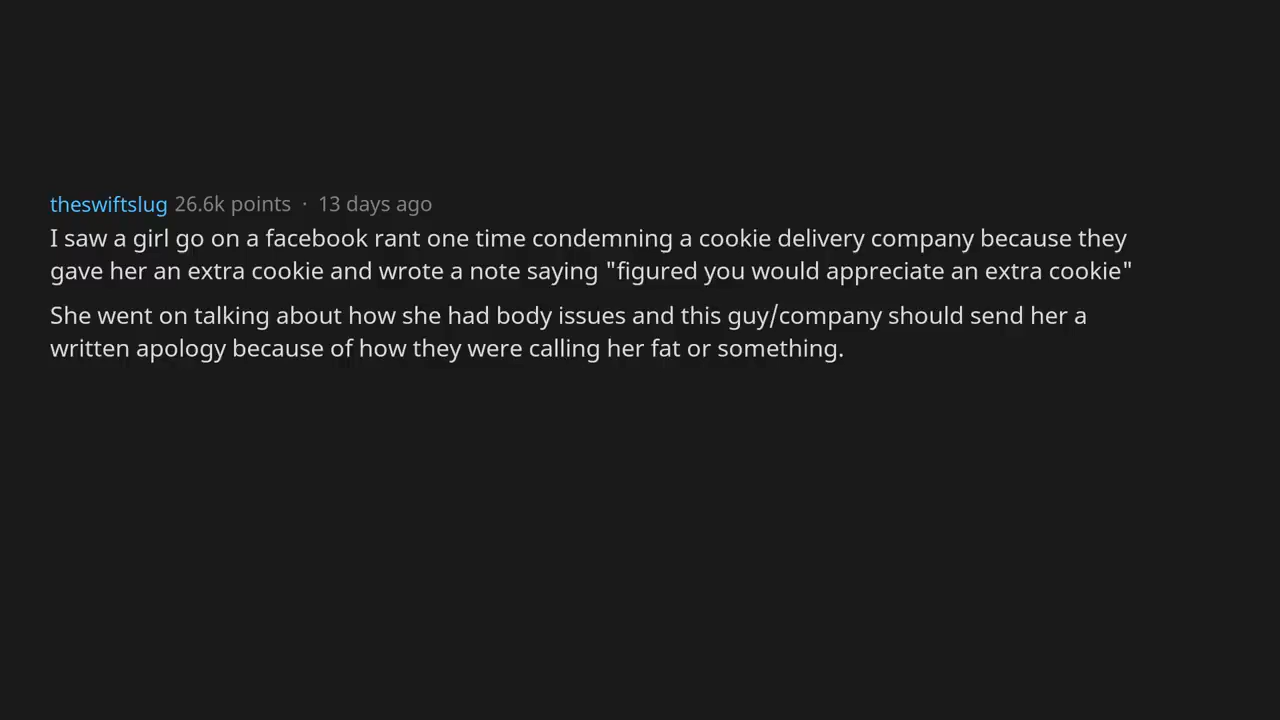 theswiftslug 26.6k points · 13 days ago
I saw a girl go on a facebook rant one time condemning a cookie delivery company because they
gave her an extra cookie and wrote a note saying "figured you would appreciate an extra cookie"
She went on talking about how she had body issues and this guy/company should send her a
written apology because of how they were calling her fat or something.